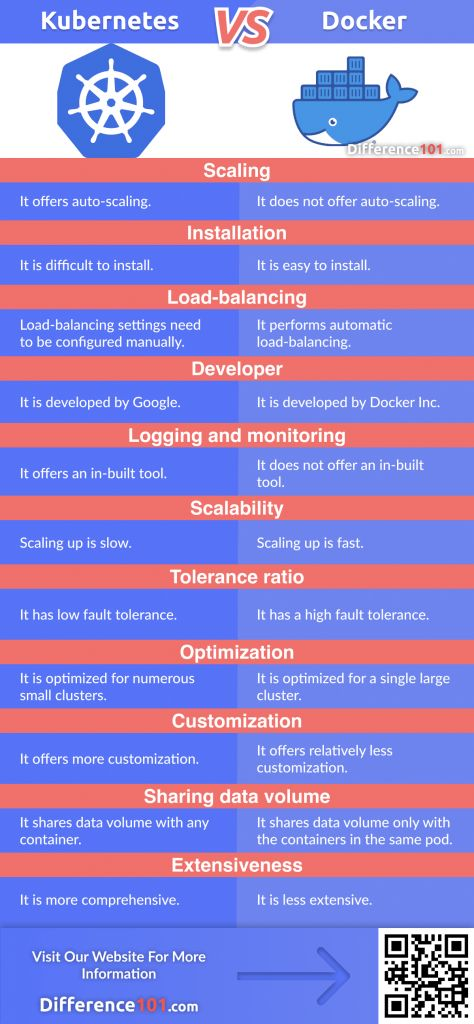 Kubernetes VS Docker
Difference101.com
Scaling
It offers auto-scaling.
It does not offer auto-scaling.
Installation
It is difficult to install.
It is easy to install.
Load-balancing
Load-balancing settings need
to be configured manually.
It performs automatic
load-balancing.
Developer
It is developed by Google.
It is developed by Docker Inc.
Logging and monitoring
It offers an in-built tool.
It does not offer an in-built
tool.
Scalability
Scaling up is slow.
Scaling up is fast.
Tolerance ratio
It has low fault tolerance.
It has a high fault tolerance.
Optimization
It is optimized for numerous
small clusters.
It is optimized for a single large
cluster.
Customization
It offers more customization.
It offers relatively less
customization.
Sharing data volume
It shares data volume with any
container.
It shares data volume only with
the containers in the same pod.
Extensiveness
It is more comprehensive.
It is less extensive.
Visit Our Website For More
Information
Difference101.com